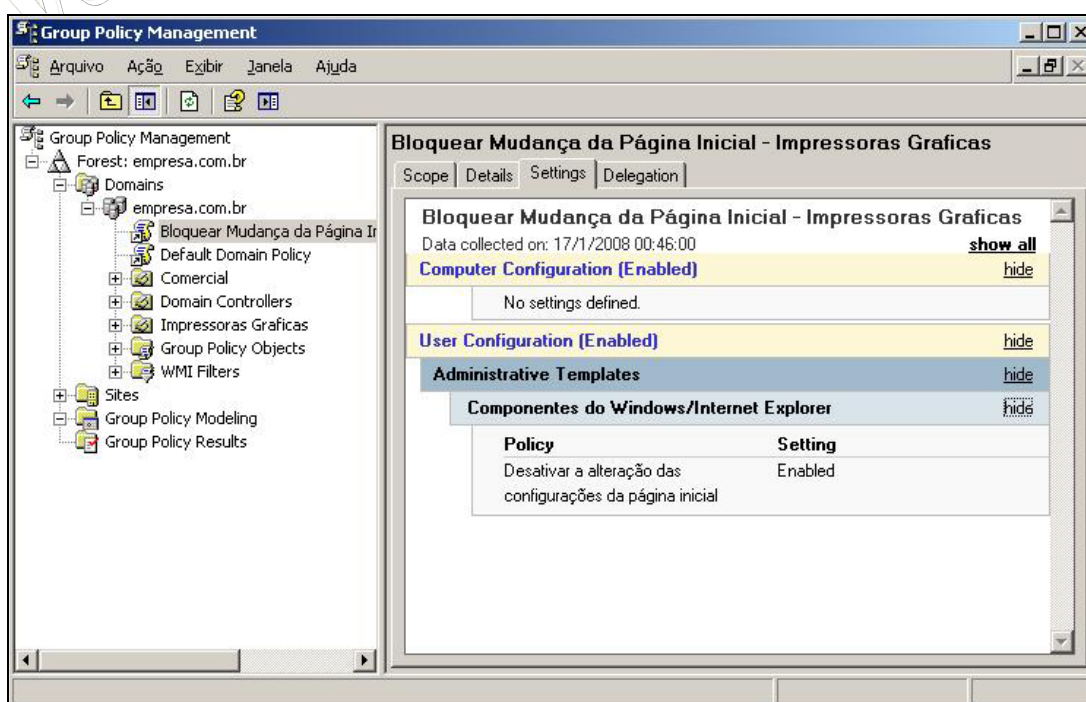 Group Policy Management
Arquivo Ação Exibir Janela Ajuda
Group Policy Management
Forest: empresa.com.br
Domains
empresa.com.br
Bloquear Mudança da Página Ir
Default Domain Policy
Comercial
Domain Controllers
Impressoras Graficas
Group Policy Objects
WMI Filters
Sites
Group Policy Modeling
Group Policy Results
Bloquear Mudança da Página Inicial - Impressoras Graficas
Scope Details Settings Delegation
Bloquear Mudança da Página Inicial - Impressoras Graficas
Data collected on: 17/1/2008 00:46:00 show all
Computer Configuration (Enabled) hide
No settings defined.
User Configuration (Enabled) hide
Administrative Templates hide
Componentes do Windows/Internet Explorer hide
Policy Setting
Desativar a alteração das Enabled
configurações da página inicial